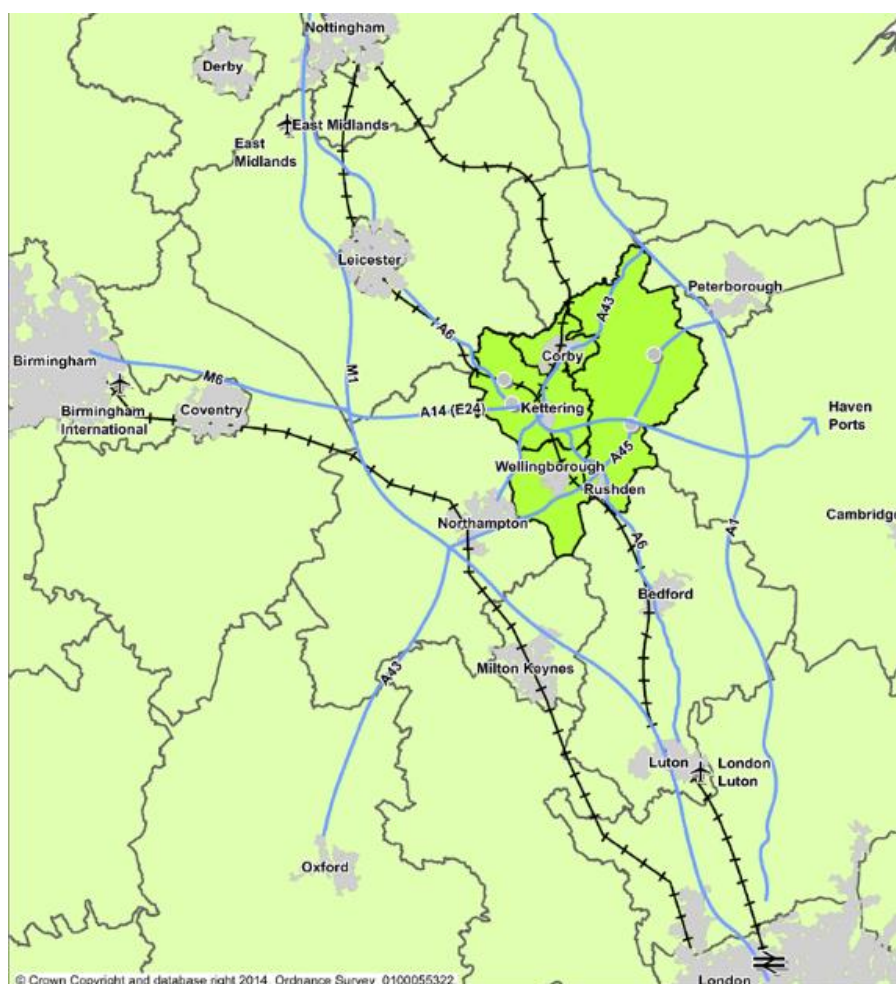 Nottingham
Derby
East Midlands
East
Midlands
Leicester
Peterborough
A43
A6
Corby
Birmingham
M6
M1
Birmingham
International
Coventry
A14 (E24)
Kettering
Haven
Ports
A45
Wellingborough
Rushden
Northampton
Cambridge
A6
A1
Bedford
Milton Keynes
A43
Luton
London
Luton
Oxford
London
© Crown Copyright and database right 2014. Ordnance Survey 0100055322